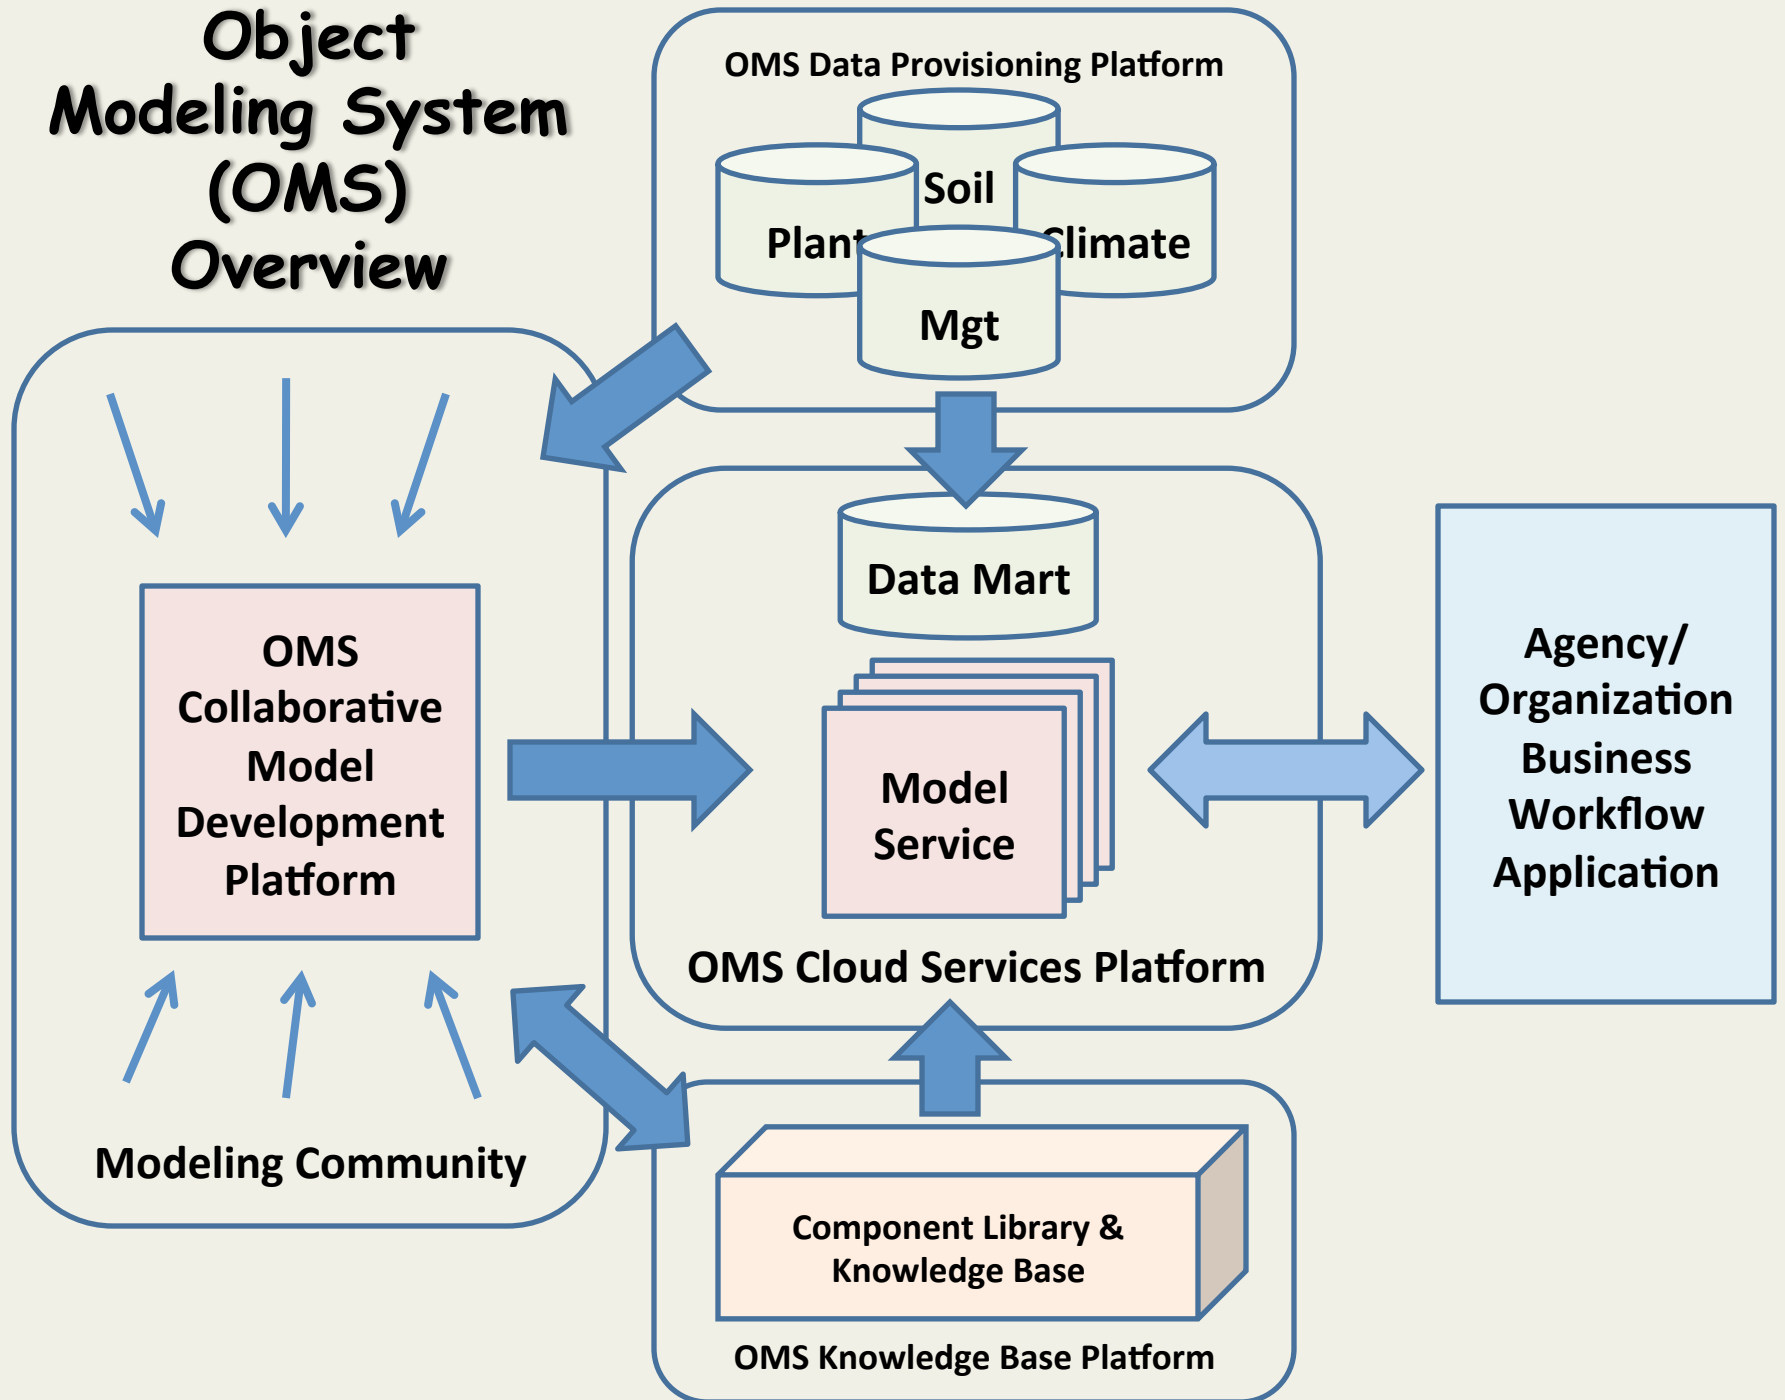 Object
Modeling System
(OMS)
Overview
OMS Data Provisioning Platform
Soil
Plant
Climate
Mgt
OMS
Collaborative
Model
Development
Platform
Modeling Community
Data Mart
Model
Service
OMS Cloud Services Platform
Agency/
Organization
Business
Workflow
Application
Component Library &
Knowledge Base
OMS Knowledge Base Platform